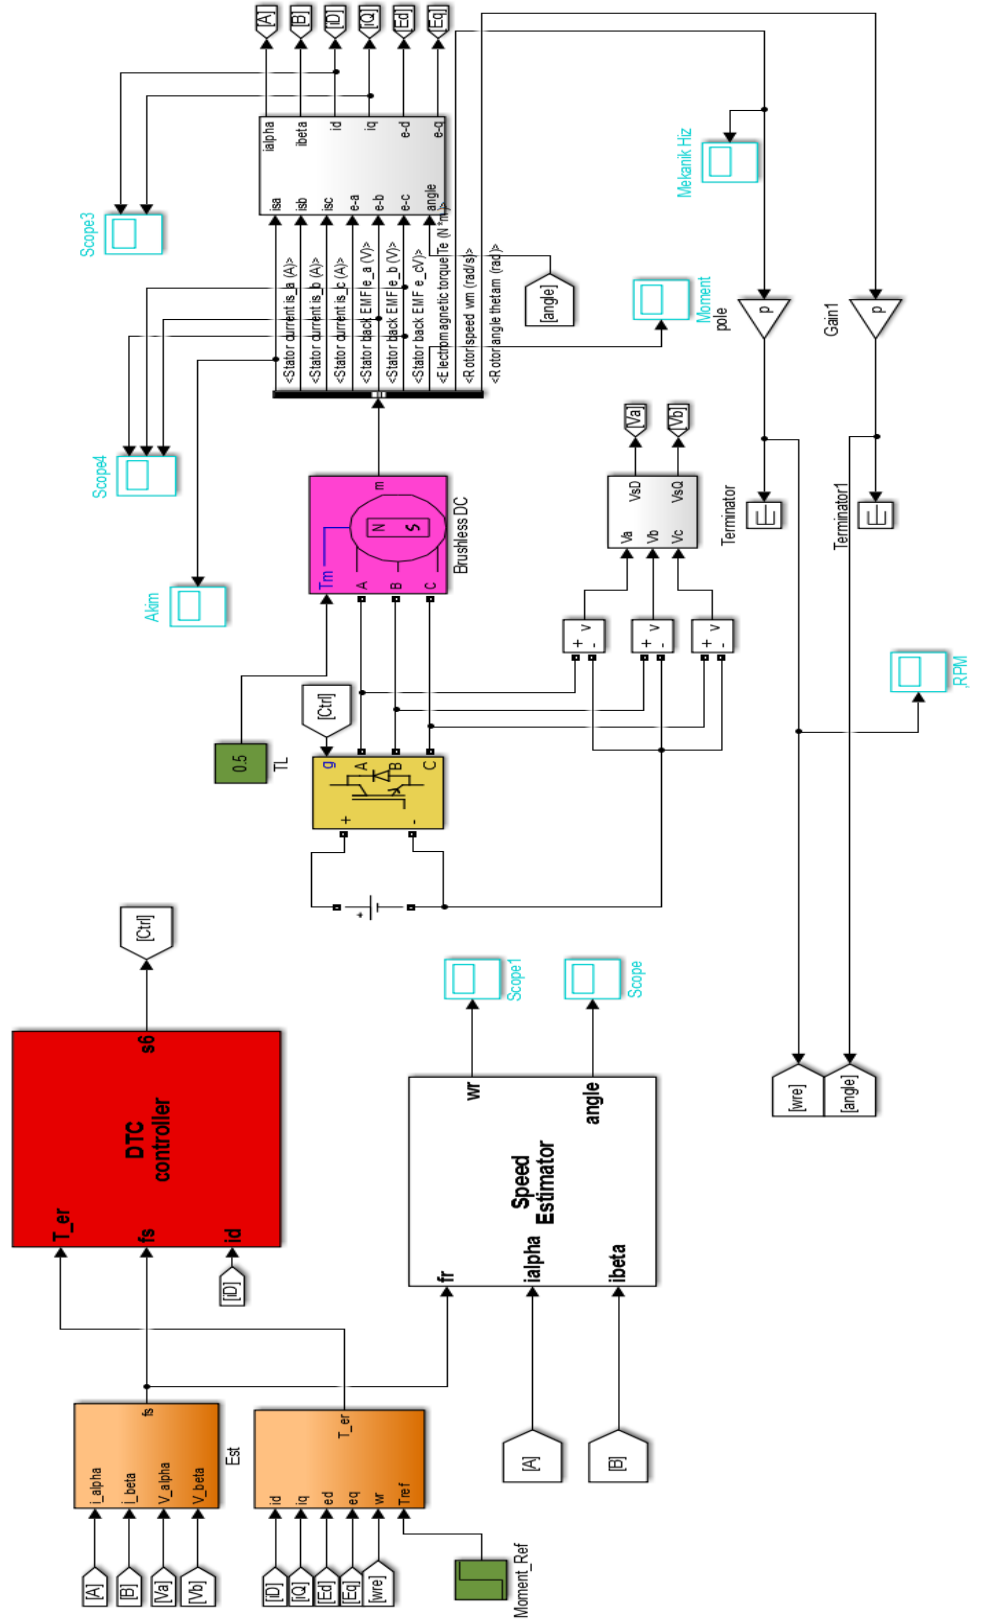 [A]
[B]
[Va]
[Vb]
i_alpha
i_beta
V_alpha
V_beta
fs
Est
[iD]
[iQ]
[Ed]
[Eq]
[wre]
id
iq
ed
eq
wr
Tref
T_er
Moment_Ref
T_er
fs
id
[iD]
DTC
controller
s6
[Ctrl]
[A]
[B]
fr
ialpha
ibeta
Speed
Estimator
wr
angle
Scope1
Scope
+
+
-
g
A
B
C
[Ctrl]
0.5
TL
Tm
A
B
C
N
S
m
Brushless DC
+
-
v
+
-
v
+
-
v
Va
Vb
Vc
VsD
VsQ
[Va]
[Vb]
Akim
Scope4
Scope3
<Stator current is_a (A)>
<Stator current is_b (A)>
<Stator current is_c (A)>
<Stator back EMF e_a (V)>
<Stator back EMF e_b (V)>
<Stator back EMF e_cV)>
<Electromagnetic torque Te (N*m)>
<Rotor speed wm (rad/s)>
<Rotor angle thetam (rad)>
isa
isb
isc
e-a
e-b
e-c
angle
ialpha
ibeta
id
iq
e-d
e-q
[A]
[B]
[iD]
[iQ]
[Ed]
[Eq]
[angle]
Moment
Mekanik Hiz
pole
p
Gain1
p
Terminator
Terminator1
,RPM
[wre]
[angle]